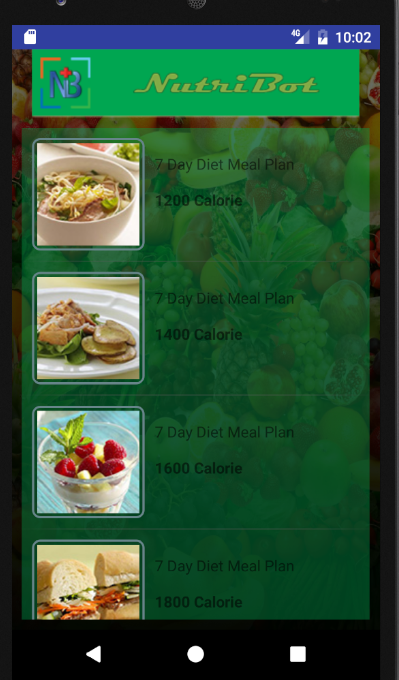 4G 10:02
NB NutriBot
7 Day Diet Meal Plan
1200 Calorie
7 Day Diet Meal Plan
1400 Calorie
7 Day Diet Meal Plan
1600 Calorie
7 Day Diet Meal Plan
1800 Calorie